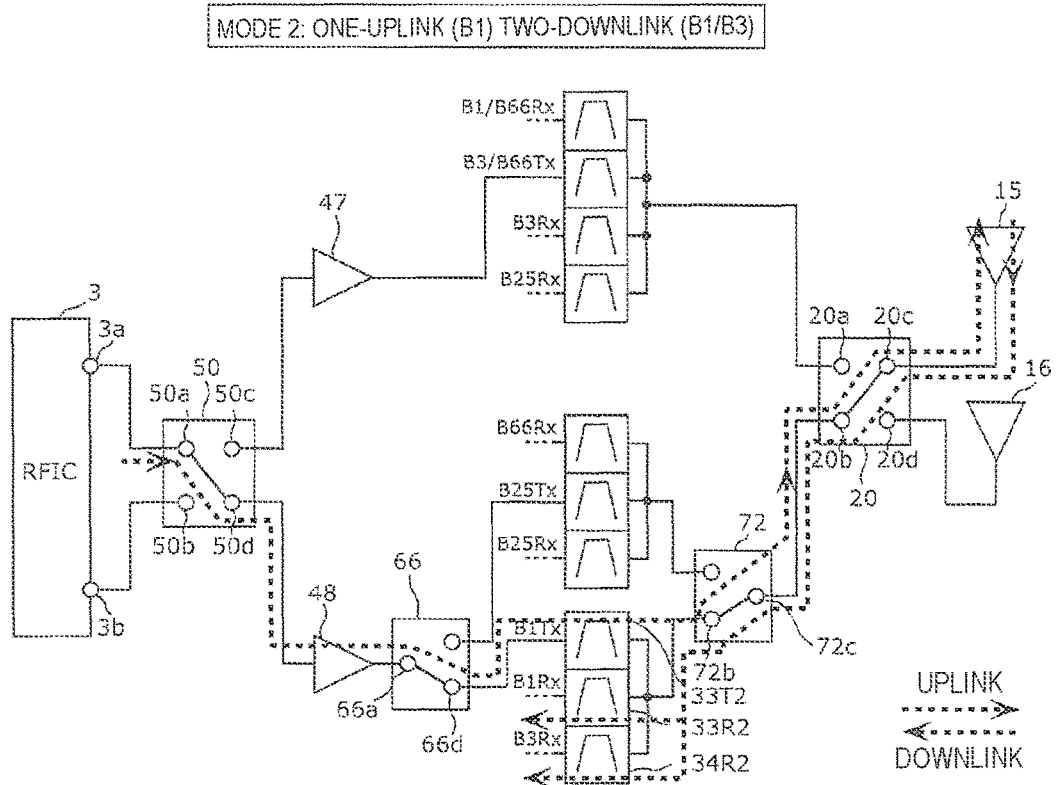 MODE 2: ONE-UPLINK (B1) TWO-DOWNLINK (B1/B3)
B1/B66Rx
B3/B66Tx
B3Rx
B25Rx
47
15
3
3a
50
50a
50c
20a
20c
16
RFIC
B66Rx
B25Tx
B25Rx
50b
50d
20b
20d
20
72
3b
48
66
B1Tx
B1Rx
B3Rx
66a
66d
72b
72c
33T2
33R2
34R2
UPLINK
DOWNLINK